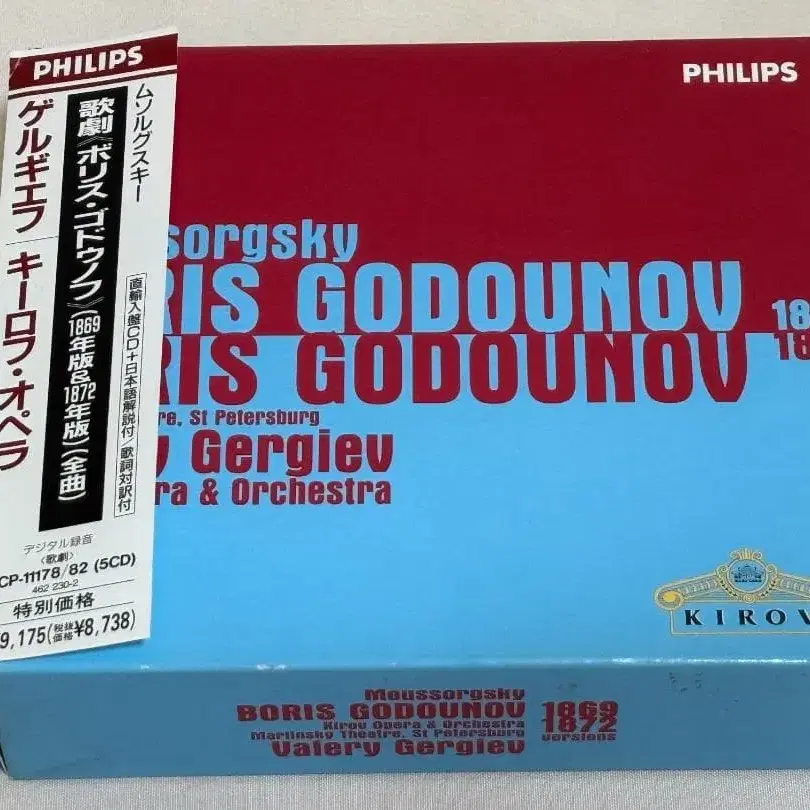 PHILIPS
ムソルグスキー
歌劇《ボリス・ゴドゥノフ》(1869年版&1872年版)(全曲)
直輸入盤CD+日本語解説付/歌詞対訳付
ゲルギエフ/キーロフ・オペラ
デジタル録音
〈歌劇〉
CP-11178/82 (5CD)
462 230-2
特別価格
9,175(税抜価格¥8,738)
PHILIPS
sorgsky
RIS GODOUNOV 18
RIS GODOUNOV 18
re, St Petersburg
y Gergiev
ra & Orchestra
KIROV
Moussorgsky
BORIS GODOUNOV 1869
Kirov Opera & Orchestra 1872
Mariinsky Theatre, St Petersburg versions
Valery Gergiev